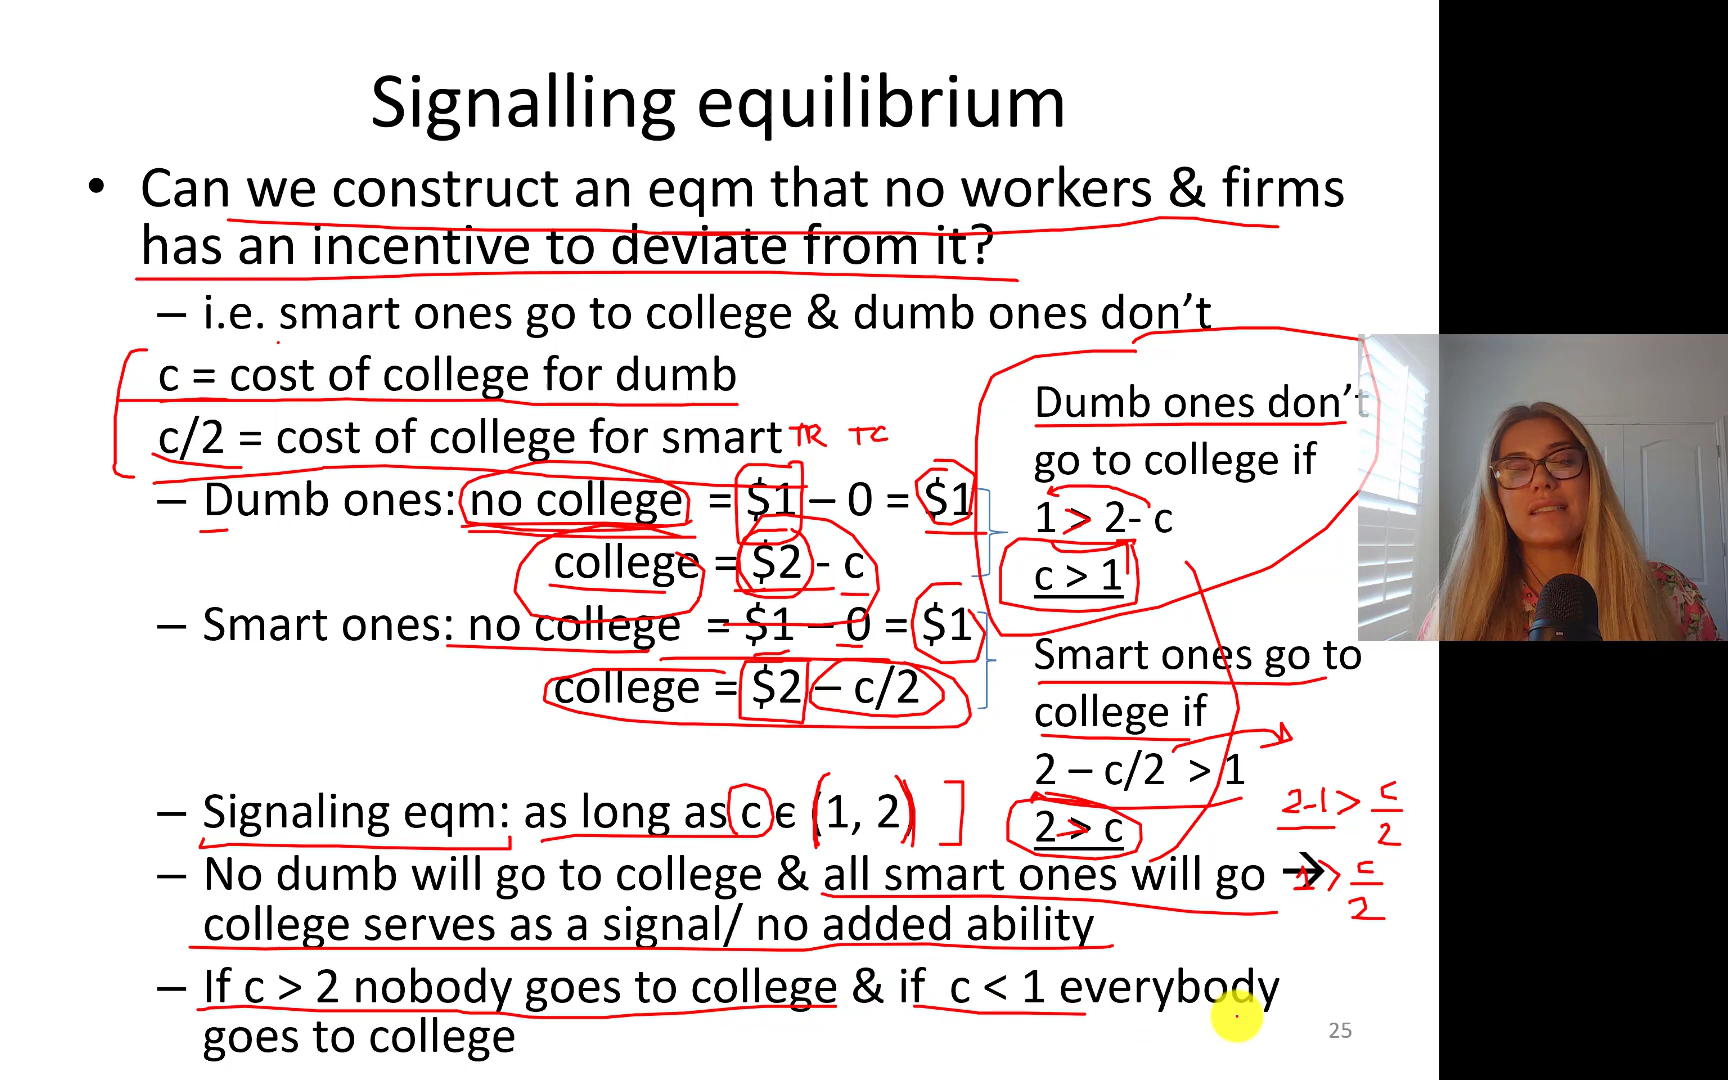 Signalling equilibrium
• Can we construct an eqm that no workers & firms
has an incentive to deviate from it?
– i.e. smart ones go to college & dumb ones don't
c = cost of college for dumb
c/2 = cost of college for smart TR TC
– Dumb ones: no college = $1 – 0 = $1
college = $2 - c
– Smart ones: no college = $1 – 0 = $1
college = $2 – c/2
Dumb ones don't
go to college if
1 > 2- c
c > 1
Smart ones go to
college if
2 – c/2 > 1
2 > c
2-1 > c/2
1 > c/2
– Signaling eqm: as long as c ϵ (1, 2) ]
– No dumb will go to college & all smart ones will go →
college serves as a signal/ no added ability
– If c > 2 nobody goes to college & if c < 1 everybody
goes to college
25